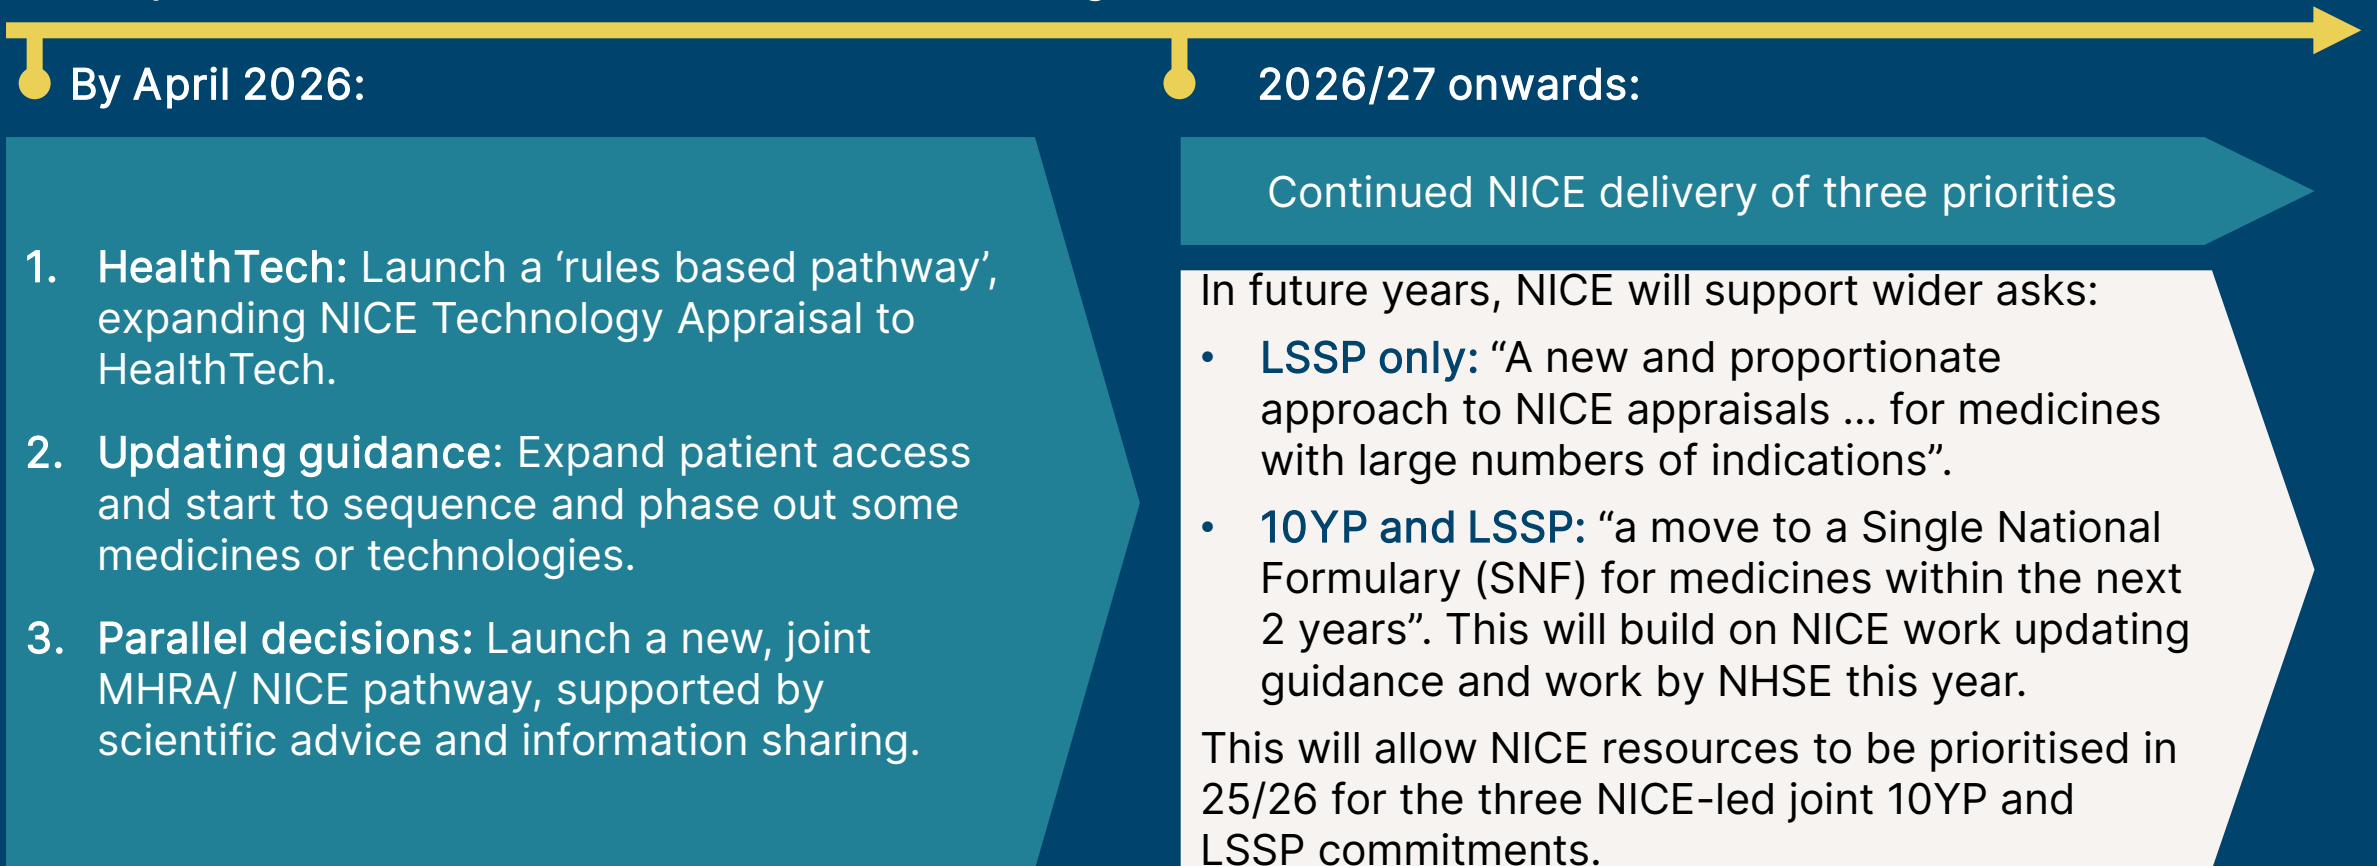 By April 2026:
1. HealthTech: Launch a ‘rules based pathway’,
expanding NICE Technology Appraisal to
HealthTech.
2. Updating guidance: Expand patient access
and start to sequence and phase out some
medicines or technologies.
3. Parallel decisions: Launch a new, joint
MHRA/ NICE pathway, supported by
scientific advice and information sharing.
2026/27 onwards:
Continued NICE delivery of three priorities
In future years, NICE will support wider asks:
• LSSP only: “A new and proportionate
approach to NICE appraisals ... for medicines
with large numbers of indications”.
• 10YP and LSSP: “a move to a Single National
Formulary (SNF) for medicines within the next
2 years”. This will build on NICE work updating
guidance and work by NHSE this year.
This will allow NICE resources to be prioritised in
25/26 for the three NICE-led joint 10YP and
LSSP commitments.